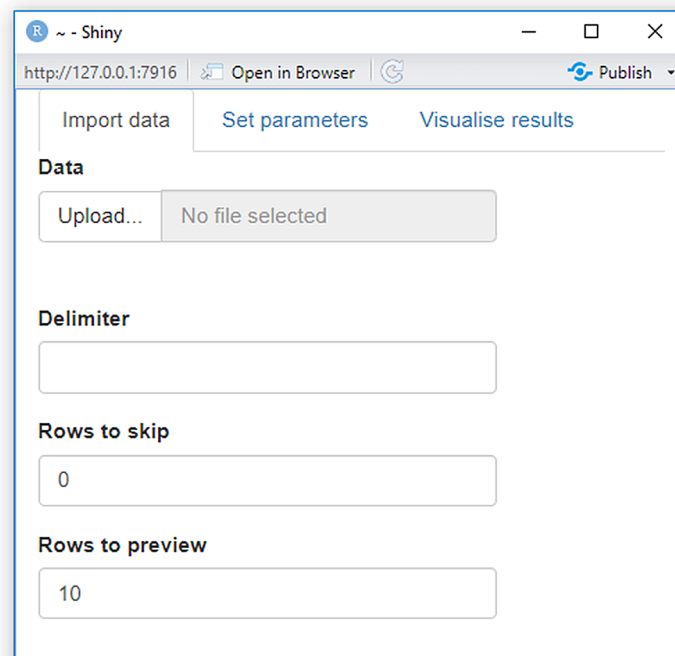 R ~ - Shiny
http://127.0.0.1:7916 Open in Browser Publish
Import data Set parameters Visualise results
Data
Upload... No file selected
Delimiter
Rows to skip
0
Rows to preview
10